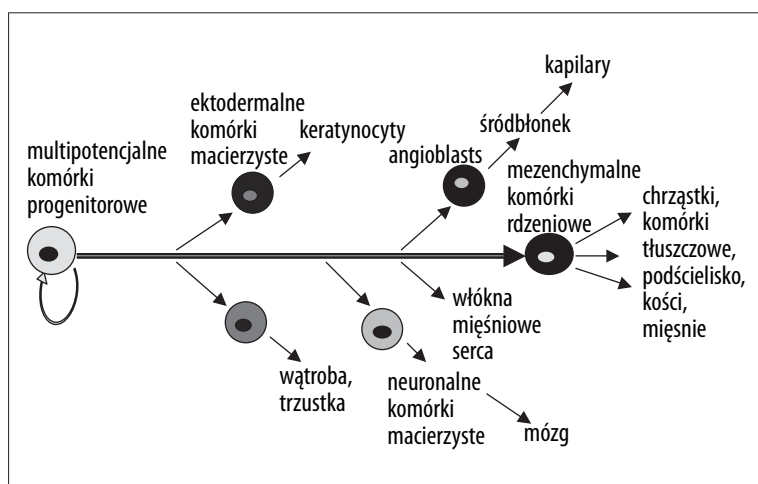 multipotencjalne
komórki
progenitorowe
ektodermalne
komórki
macierzyste
keratynocyty
kapilary
śródbłonek
angioblasts
mezenchymalne
komórki
rdzeniowe
chrząstki,
komórki
tłuszczowe,
podścielisko,
kości,
mięsnie
włókna
mięśniowe
serca
wątroba,
trzustka
neuronalne
komórki
macierzyste
mózg